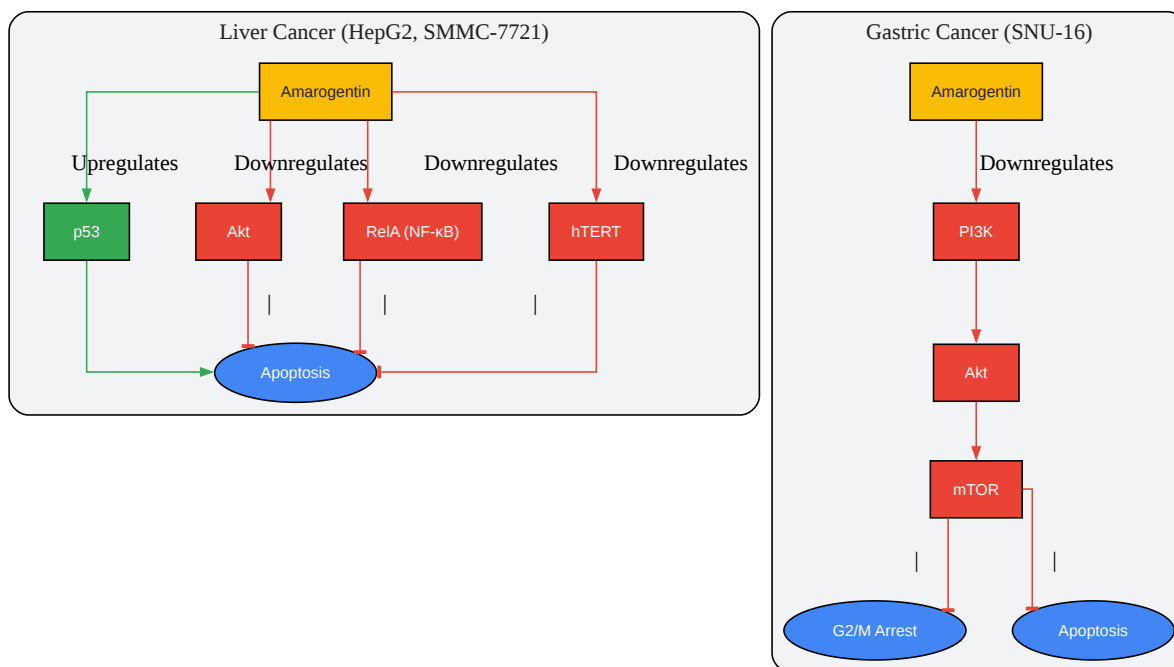 Liver Cancer (HepG2, SMMC-7721)
Amarogentin
Upregulates
Downregulates
Downregulates
Downregulates
p53
Akt
RelA (NF-κB)
hTERT
|
|
|
Apoptosis
Gastric Cancer (SNU-16)
Amarogentin
Downregulates
PI3K
Akt
mTOR
|
|
G2/M Arrest
Apoptosis